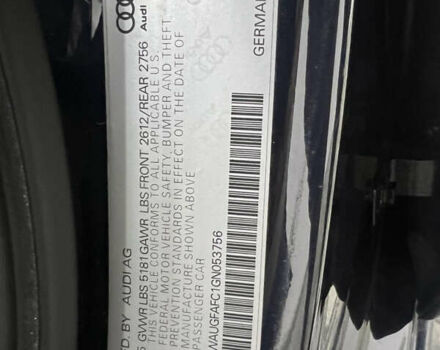 Audi
GERMA
D. BY AUDI AG
GVWR LBS 5181 GAWR LBS FRONT 2612/REAR 2756
THIS VEHICLE CONFORMS TO ALL APPLICABLE U.S.
FEDERAL MOTOR VEHICLE SAFETY, BUMPER AND THEFT
PREVENTION STANDARDS IN EFFECT ON THE DATE OF
MANUFACTURE SHOWN ABOVE
PASSENGER CAR
WAUGFAFC1GN053756